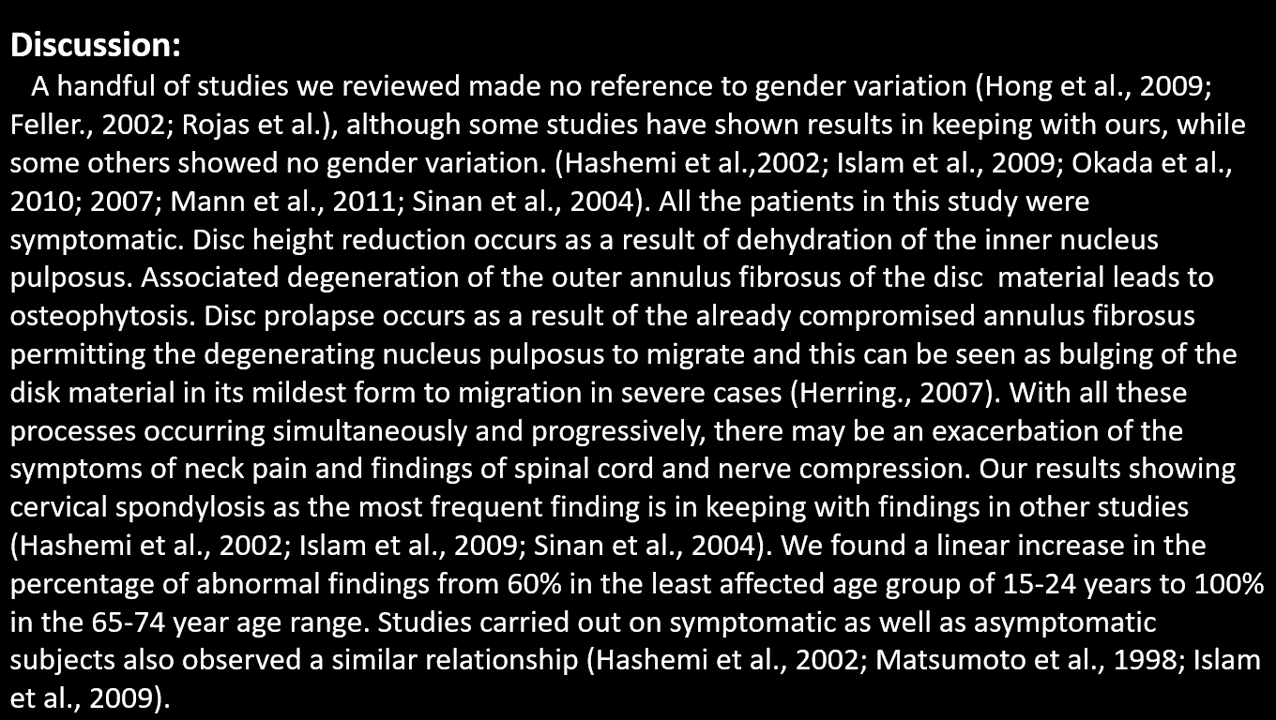 Discussion:
A handful of studies we reviewed made no reference to gender variation (Hong et al., 2009;
Feller., 2002; Rojas et al.), although some studies have shown results in keeping with ours, while
some others showed no gender variation. (Hashemi et al.,2002; Islam et al., 2009; Okada et al.,
2010; 2007; Mann et al., 2011; Sinan et al., 2004). All the patients in this study were
symptomatic. Disc height reduction occurs as a result of dehydration of the inner nucleus
pulposus. Associated degeneration of the outer annulus fibrosus of the disc  material leads to
osteophytosis. Disc prolapse occurs as a result of the already compromised annulus fibrosus
permitting the degenerating nucleus pulposus to migrate and this can be seen as bulging of the
disk material in its mildest form to migration in severe cases (Herring., 2007). With all these
processes occurring simultaneously and progressively, there may be an exacerbation of the
symptoms of neck pain and findings of spinal cord and nerve compression. Our results showing
cervical spondylosis as the most frequent finding is in keeping with findings in other studies
(Hashemi et al., 2002; Islam et al., 2009; Sinan et al., 2004). We found a linear increase in the
percentage of abnormal findings from 60% in the least affected age group of 15-24 years to 100%
in the 65-74 year age range. Studies carried out on symptomatic as well as asymptomatic
subjects also observed a similar relationship (Hashemi et al., 2002; Matsumoto et al., 1998; Islam
et al., 2009).